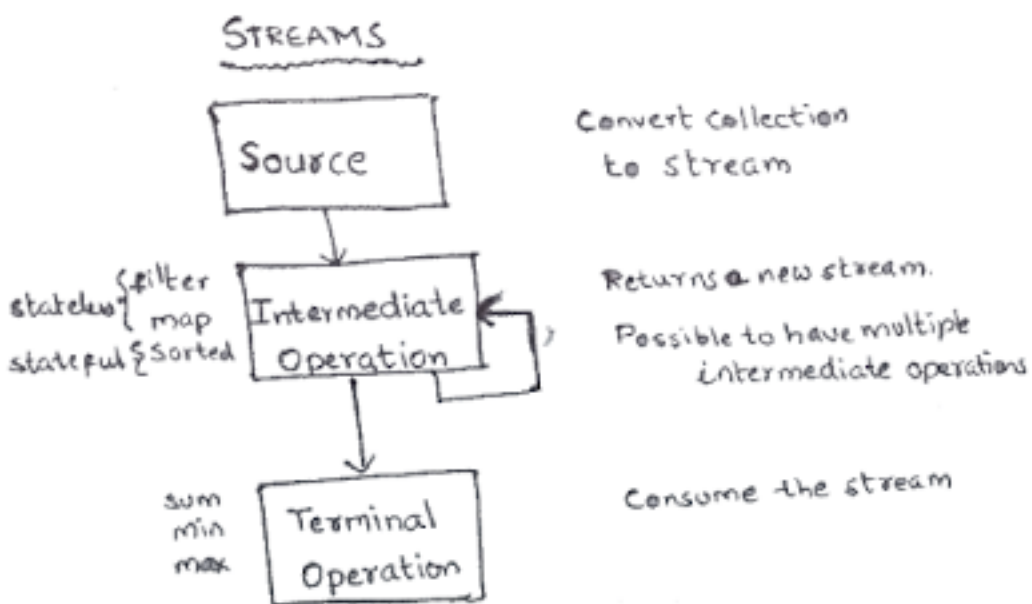 STREAMS
Source
Convert collection
to stream
stateless { filter
map
stateful { Sorted
Intermediate
Operation
Returns a new stream.
Possible to have multiple
intermediate operations
sum
min
max
Terminal
Operation
Consume the stream